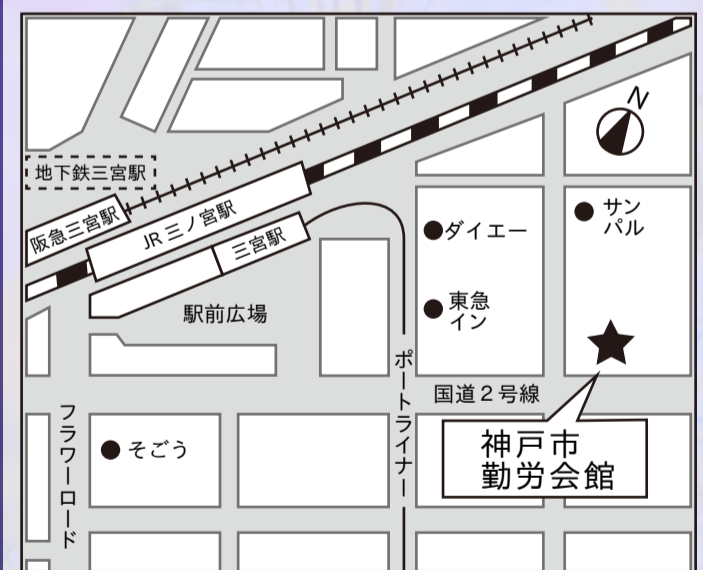 N
地下鉄三宮駅
阪急三宮駅
JR三ノ宮駅
三宮駅
駅前広場
ダイエー
サン
パル
東急
イン
ポートライナー
国道2号線
フラワーロード
そごう
神戸市
勤労会館